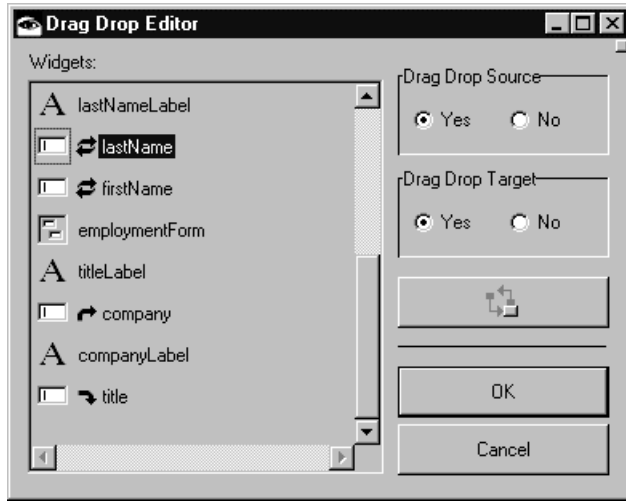 Drag Drop Editor
Widgets:
A lastNameLabel
lastName
firstName
employmentForm
A titleLabel
company
A companyLabel
title
Drag Drop Source
Yes No
Drag Drop Target
Yes No
OK
Cancel